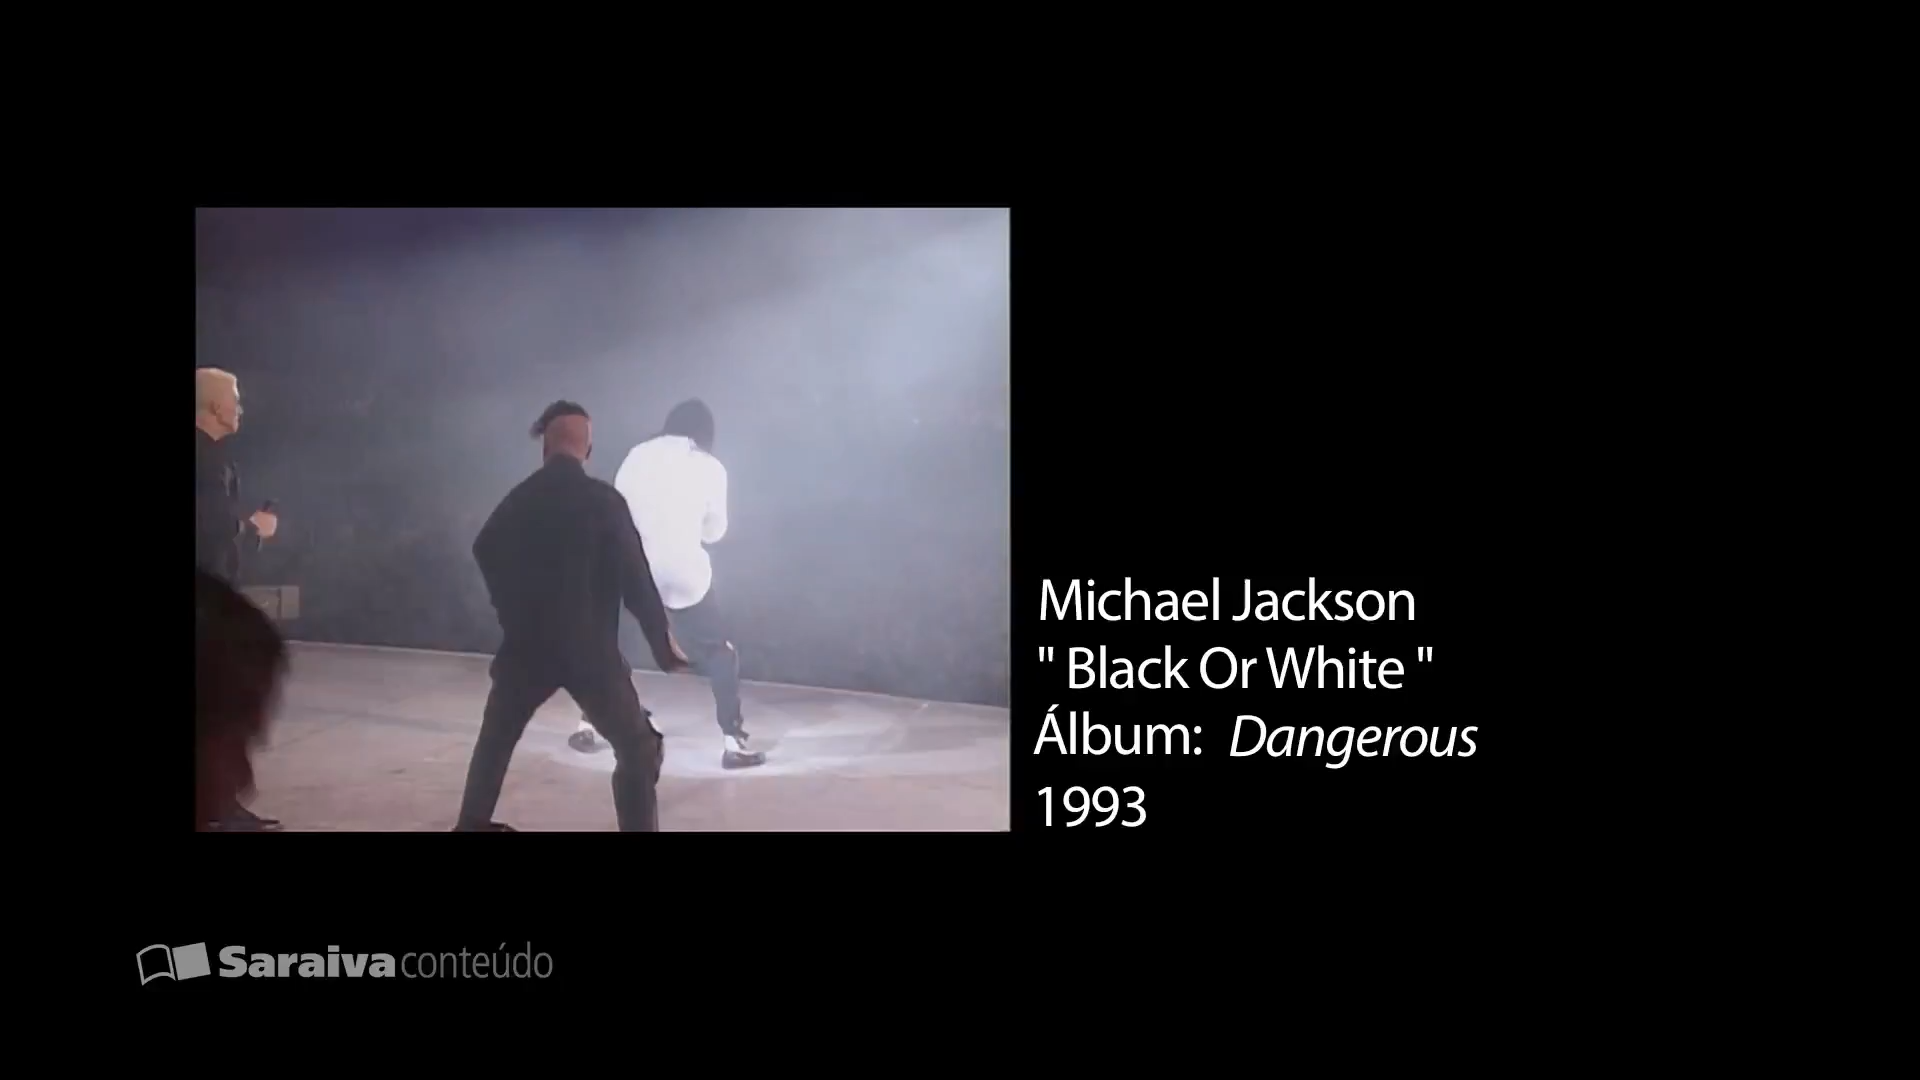 Michael Jackson
" Black Or White "
Álbum: Dangerous
1993
Saraiva conteúdo